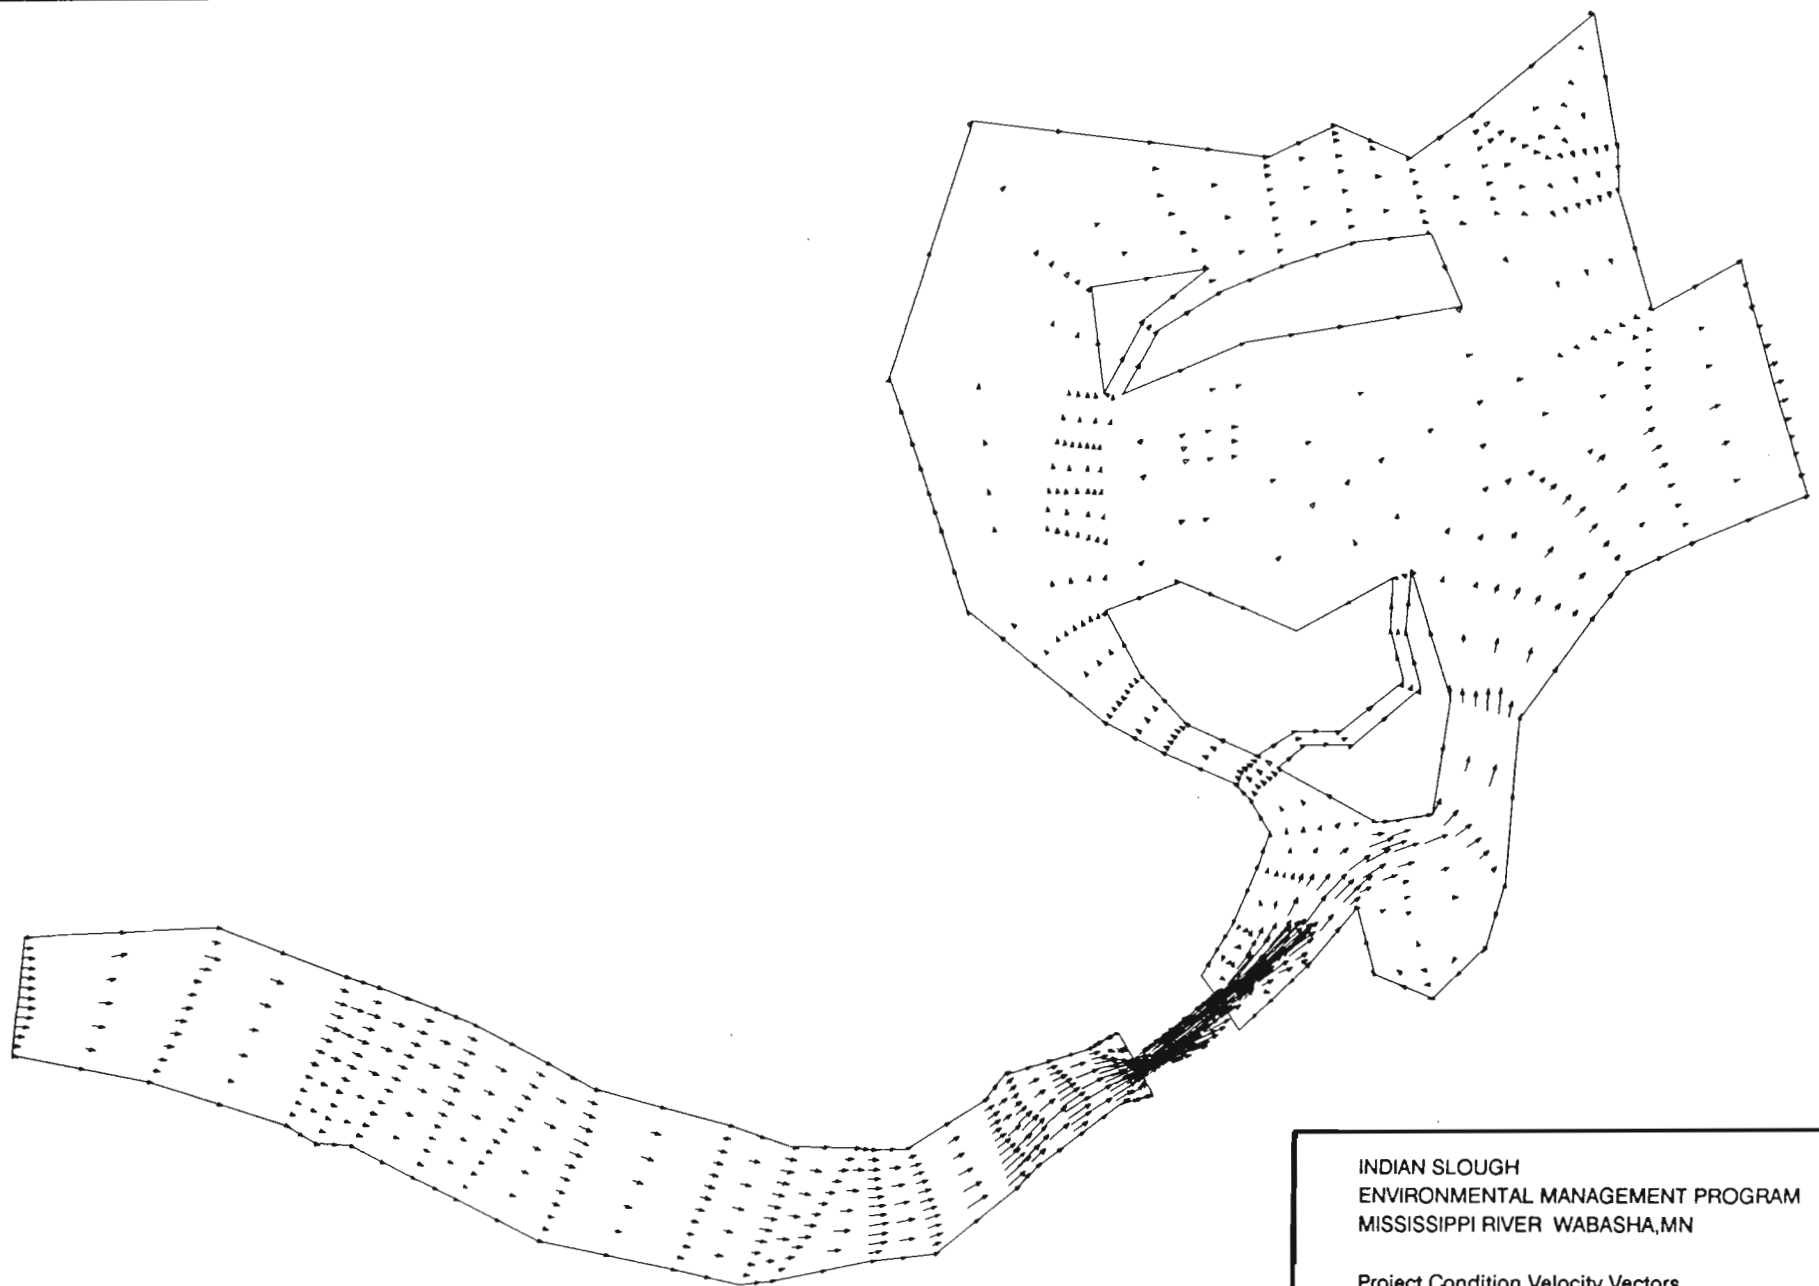 INDIAN SLOUGH
ENVIRONMENTAL MANAGEMENT PROGRAM
MISSISSIPPI RIVER WABASHA,MN
Project Condition Velocity Vectors